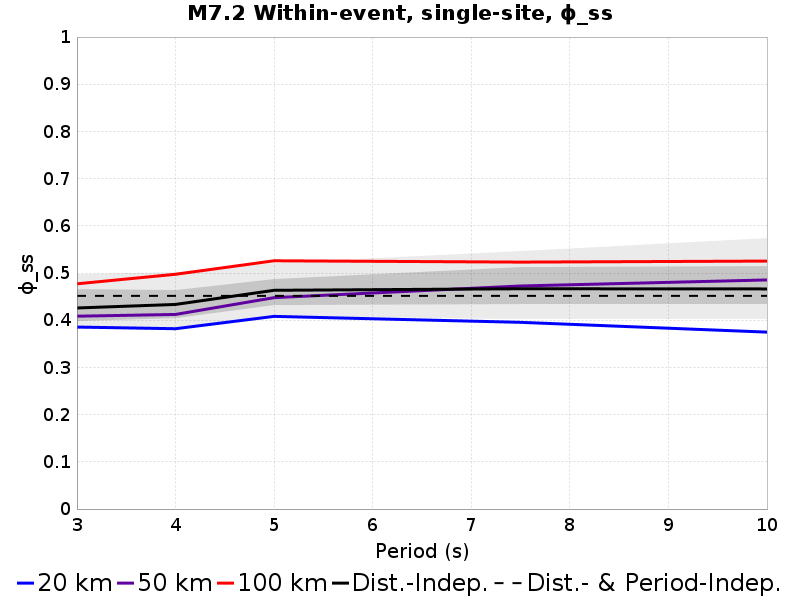 M7.2 Within-event, single-site, ϕ_ss
1
0.9
0.8
0.7
0.6
0.5
0.4
0.3
0.2
0.1
0
ϕ_ss
3 4 5 6 7 8 9 10
Period (s)
20 km 50 km 100 km Dist.-Indep. Dist.- & Period-Indep.